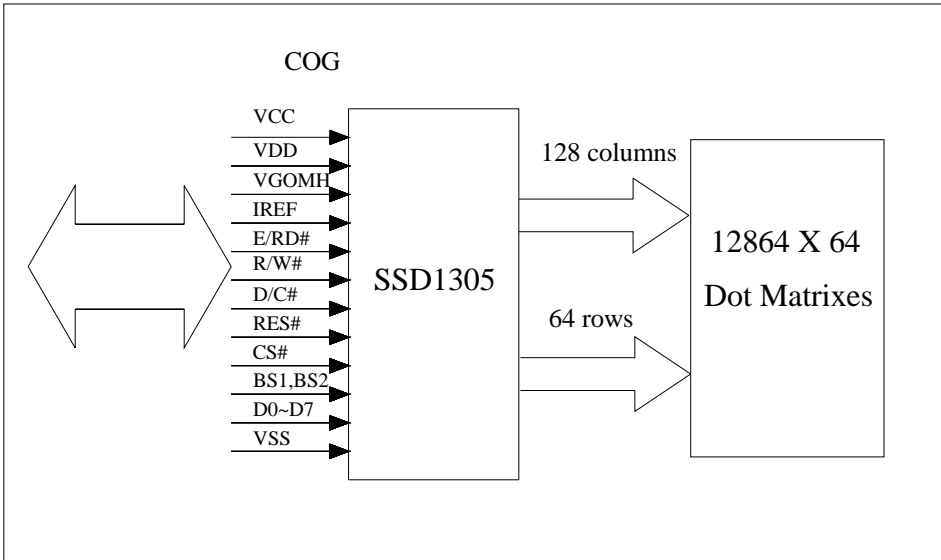 COG
VCC
VDD
VGOMH
IREF
E/RD#
R/W#
D/C#
RES#
CS#
BS1,BS2
D0~D7
VSS
SSD1305
128 columns
64 rows
12864 X 64
Dot Matrixes